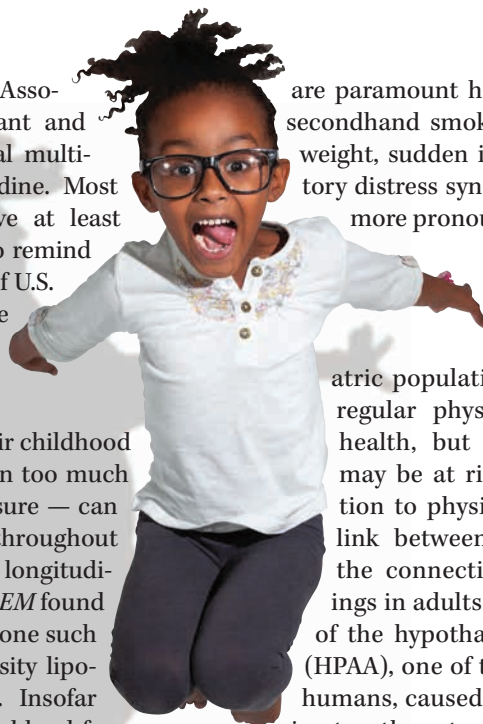 Asso-
ant and
al multi-
dine. Most
ve at least
o remind
f U.S.
e
ir childhood
n too much
sure — can
throughout
longitudi-
EM found
one such
sity lipo-
. Insofar
are paramount h
secondhand smok
weight, sudden i
tory distress syn
more pronou
atric populati
regular phys
health, but
may be at ri
tion to physi
link between
the connecti
ings in adults
of the hypotha
(HPAA), one of t
humans, caused